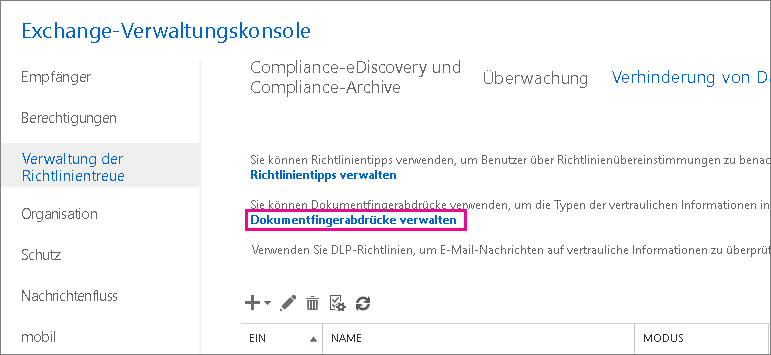 Exchange-Verwaltungskonsole
Empfänger
Berechtigungen
Verwaltung der
Richtlinientreue
Organisation
Schutz
Nachrichtenfluss
mobil
Compliance-eDiscovery und
Compliance-Archive
Überwachung
Verhinderung von
Sie können Richtlinientipps verwenden, um Benutzer über Richtlinienübereinstimmungen zu
Richtlinientipps verwalten
Sie können Dokumentfingerabdrücke verwenden, um die Typen der vertraulichen Informationen in
Dokumentfingerabdrücke verwalten
Verwenden Sie DLP-Richtlinien, um E-Mail-Nachrichten auf vertrauliche Informationen zu
EIN
NAME
MODUS